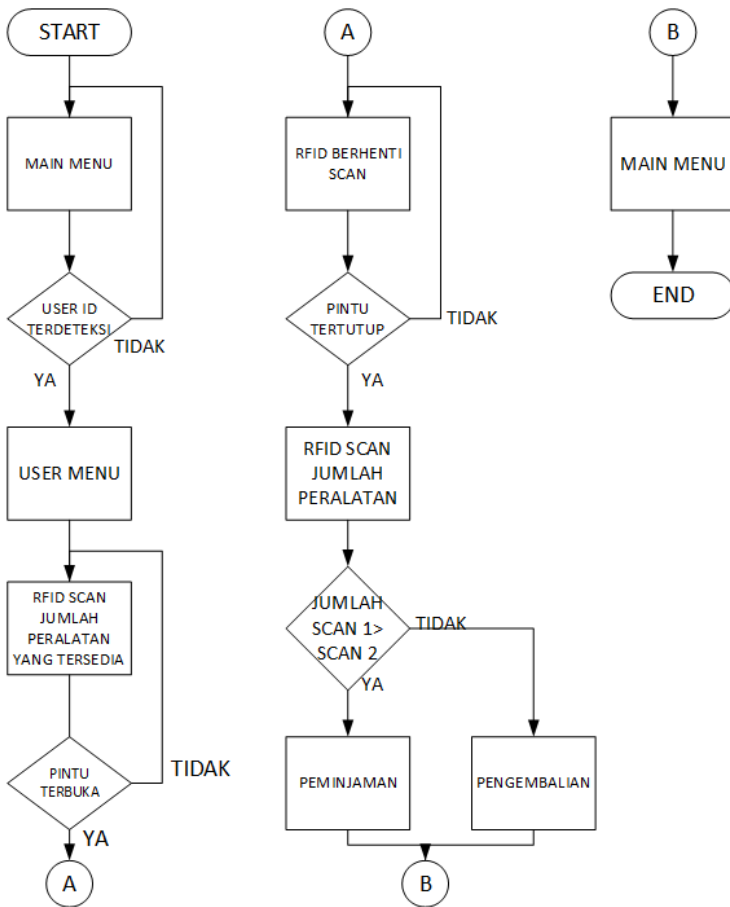 START
MAIN MENU
USER ID
TERDETEKSI
TIDAK
YA
USER MENU
RFID SCAN
JUMLAH
PERALATAN
YANG TERSEDIA
PINTU
TERBUKA
TIDAK
YA
A
A
RFID BERHENTI
SCAN
PINTU
TERTUTUP
TIDAK
YA
RFID SCAN
JUMLAH
PERALATAN
JUMLAH
SCAN 1>
SCAN 2
TIDAK
YA
PEMINJAMAN
PENGEMBALIAN
B
B
MAIN MENU
END